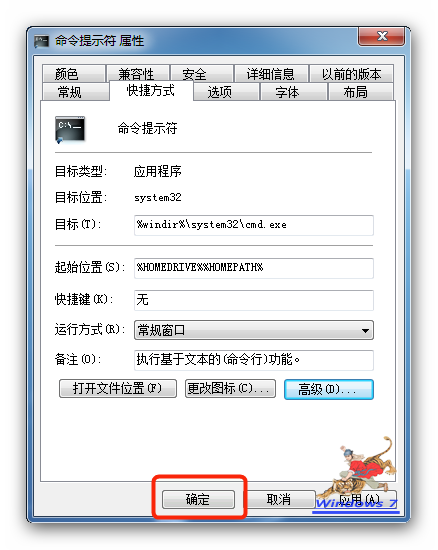 命令提示符 属性
颜色 兼容性 安全 详细信息 以前的版本
常规 快捷方式 选项 字体 布局
C:\_
命令提示符
目标类型: 应用程序
目标位置: system32
目标(T): %windir%\system32\cmd.exe
起始位置(S): %HOMEDRIVE%%HOMEPATH%
快捷键(K): 无
运行方式(R): 常规窗口
备注(O): 执行基于文本的(命令行)功能。
打开文件位置(F) 更改图标(C)... 高级(D)...
确定 取消 应用(A)
Windows 7